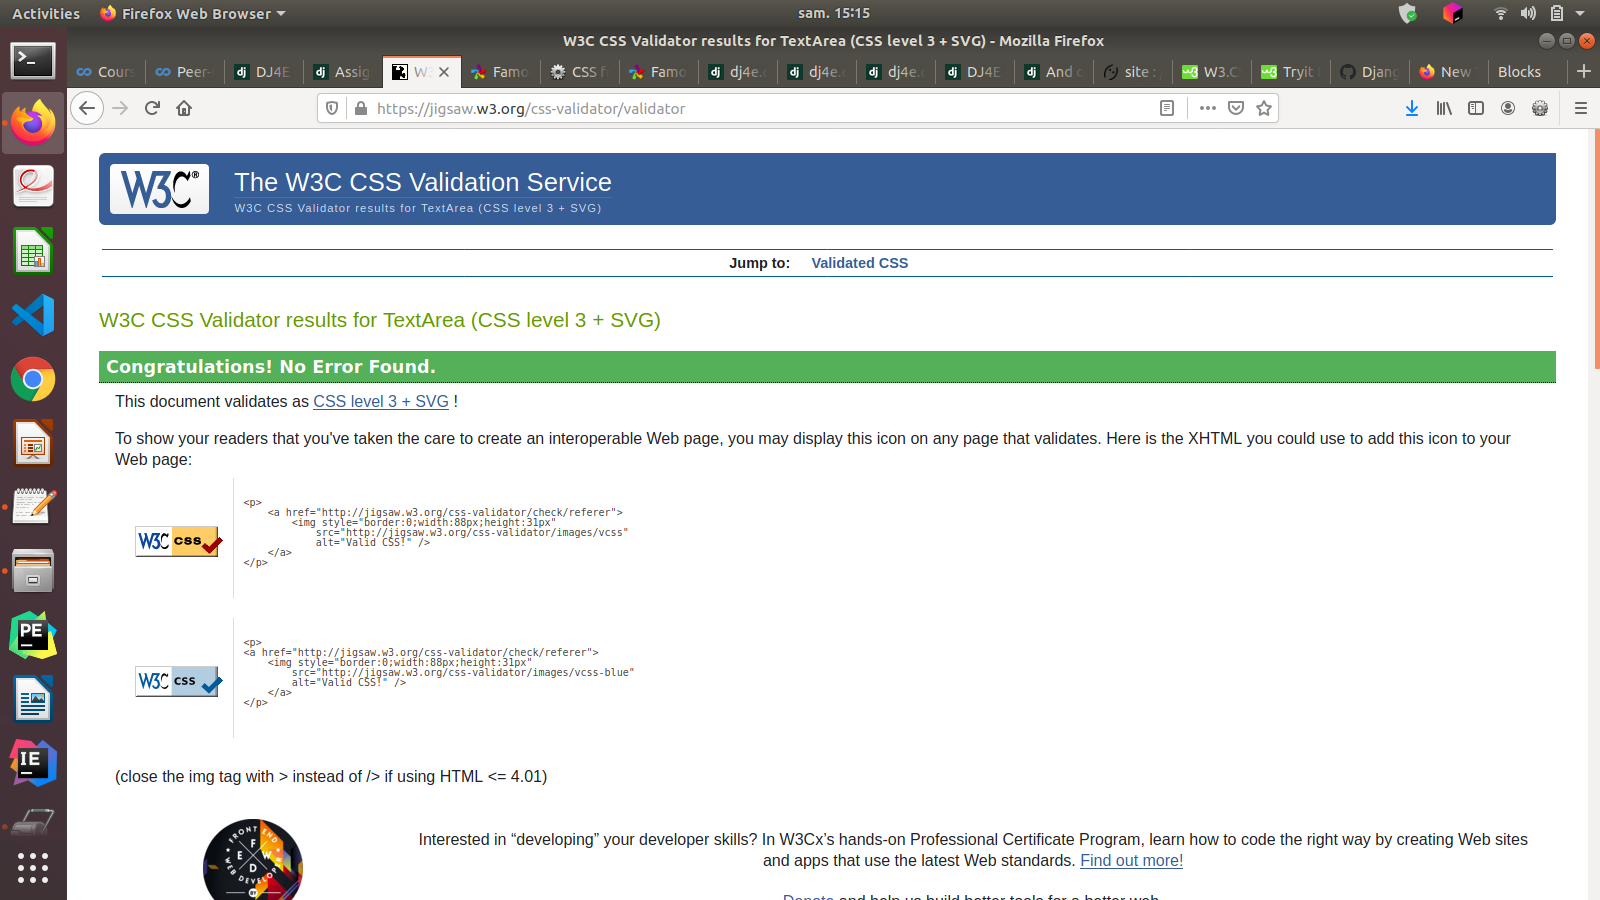 Activities
Firefox Web Browser
sam. 15:15
W3C CSS Validator results for TextArea (CSS level 3 + SVG) - Mozilla Firefox
Cours Peer- DJ4E Assig W3 Famo CSS f Famo dj4e. dj4e. dj4e. DJ4E And site : W3.C Tryit Djang New Blocks
https://jigsaw.w3.org/css-validator/validator
W3C®
The W3C CSS Validation Service
W3C CSS Validator results for TextArea (CSS level 3 + SVG)
Jump to: Validated CSS
W3C CSS Validator results for TextArea (CSS level 3 + SVG)
Congratulations! No Error Found.
This document validates as CSS level 3 + SVG !
To show your readers that you've taken the care to create an interoperable Web page, you may display this icon on any page that validates. Here is the XHTML you could use to add this icon to your
Web page:
W3C css
<p>
<a href="http://jigsaw.w3.org/css-validator/check/referer">
<img style="border:0;width:88px;height:31px"
src="http://jigsaw.w3.org/css-validator/images/vcss"
alt="Valid CSS!" />
</a>
</p>
W3C css
<p>
<a href="http://jigsaw.w3.org/css-validator/check/referer">
<img style="border:0;width:88px;height:31px"
src="http://jigsaw.w3.org/css-validator/images/vcss-blue"
alt="Valid CSS!" />
</a>
</p>
(close the img tag with > instead of /> if using HTML <= 4.01)
FRONT END
WEB DEVELOP
E F W D
Interested in “developing” your developer skills? In W3Cx’s hands-on Professional Certificate Program, learn how to code the right way by creating Web sites
and apps that use the latest Web standards. Find out more!
Donate and help us build better tools for a better web.
PE
IE